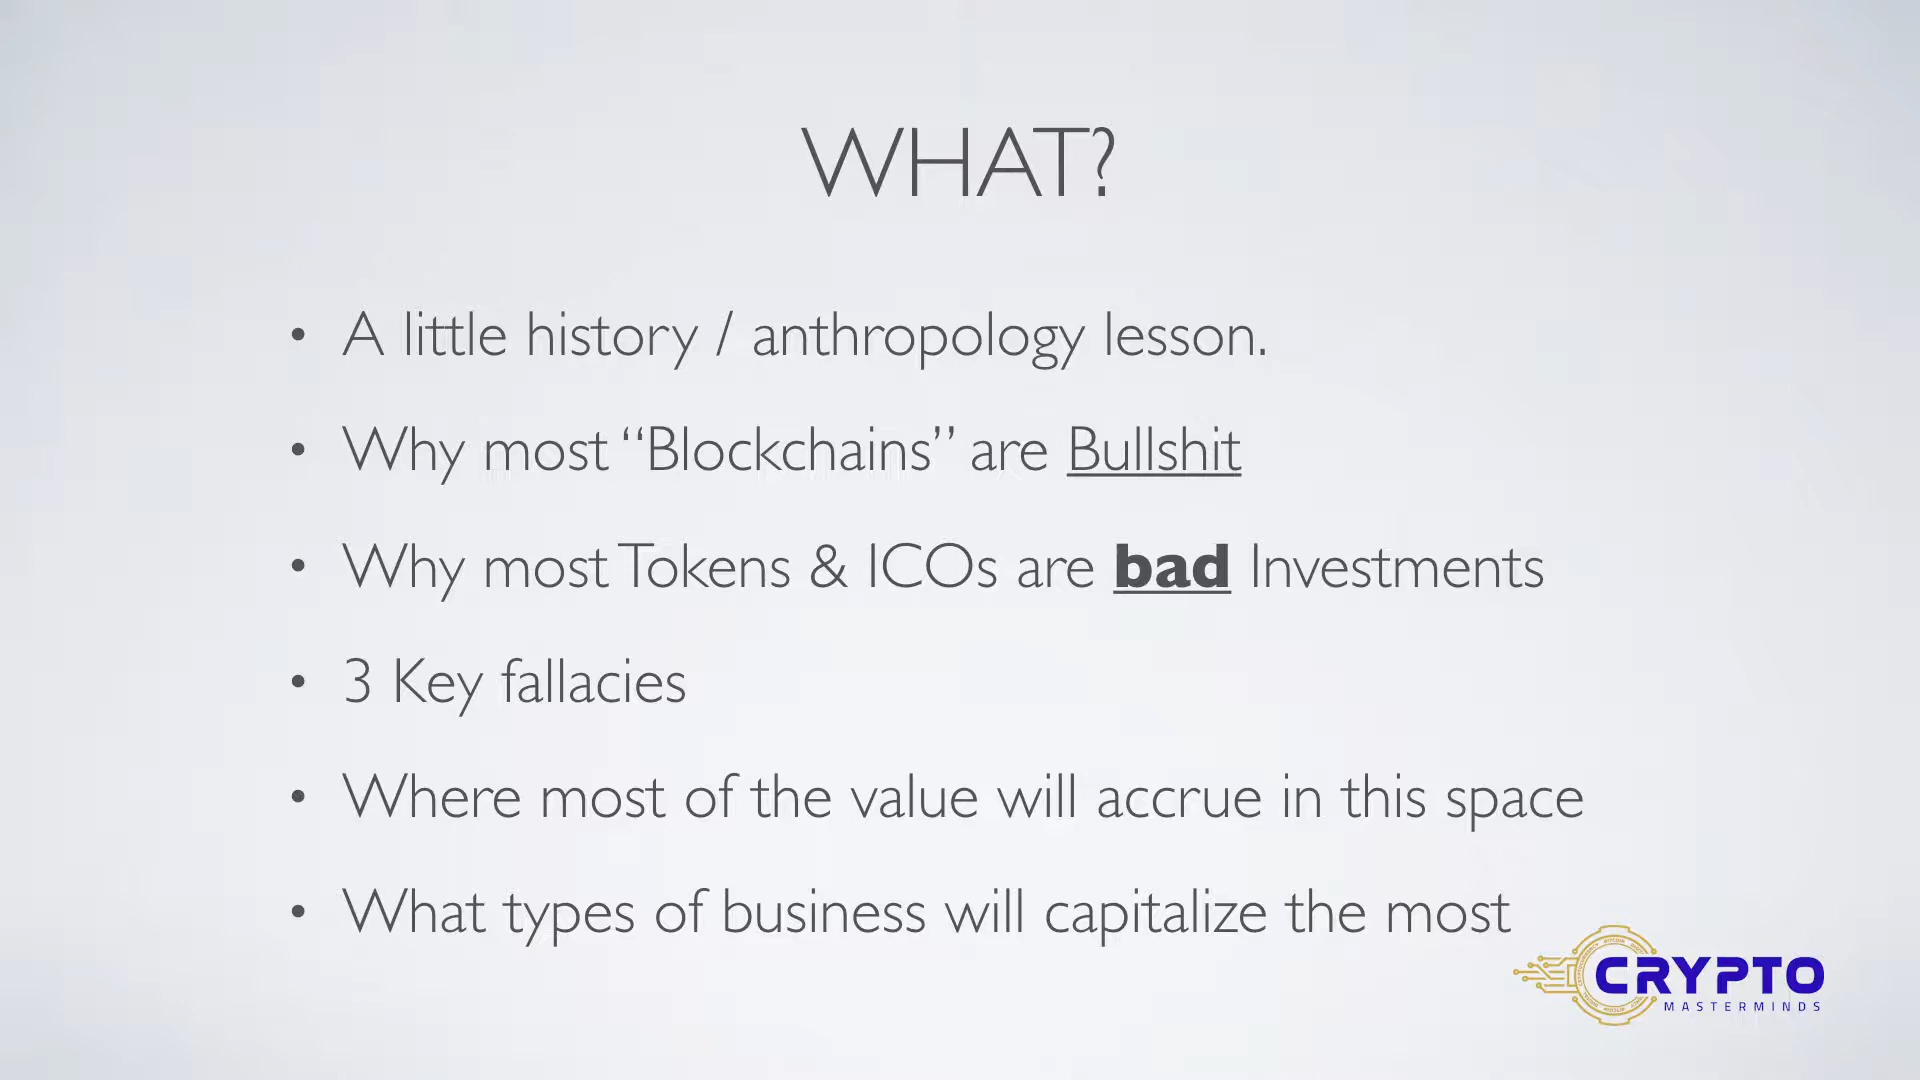 WHAT?
• A little history / anthropology lesson.
• Why most “Blockchains” are Bullshit
• Why most Tokens & ICOs are bad Investments
• 3 Key fallacies
• Where most of the value will accrue in this space
• What types of business will capitalize the most
CRYPTO
MASTERMINDS